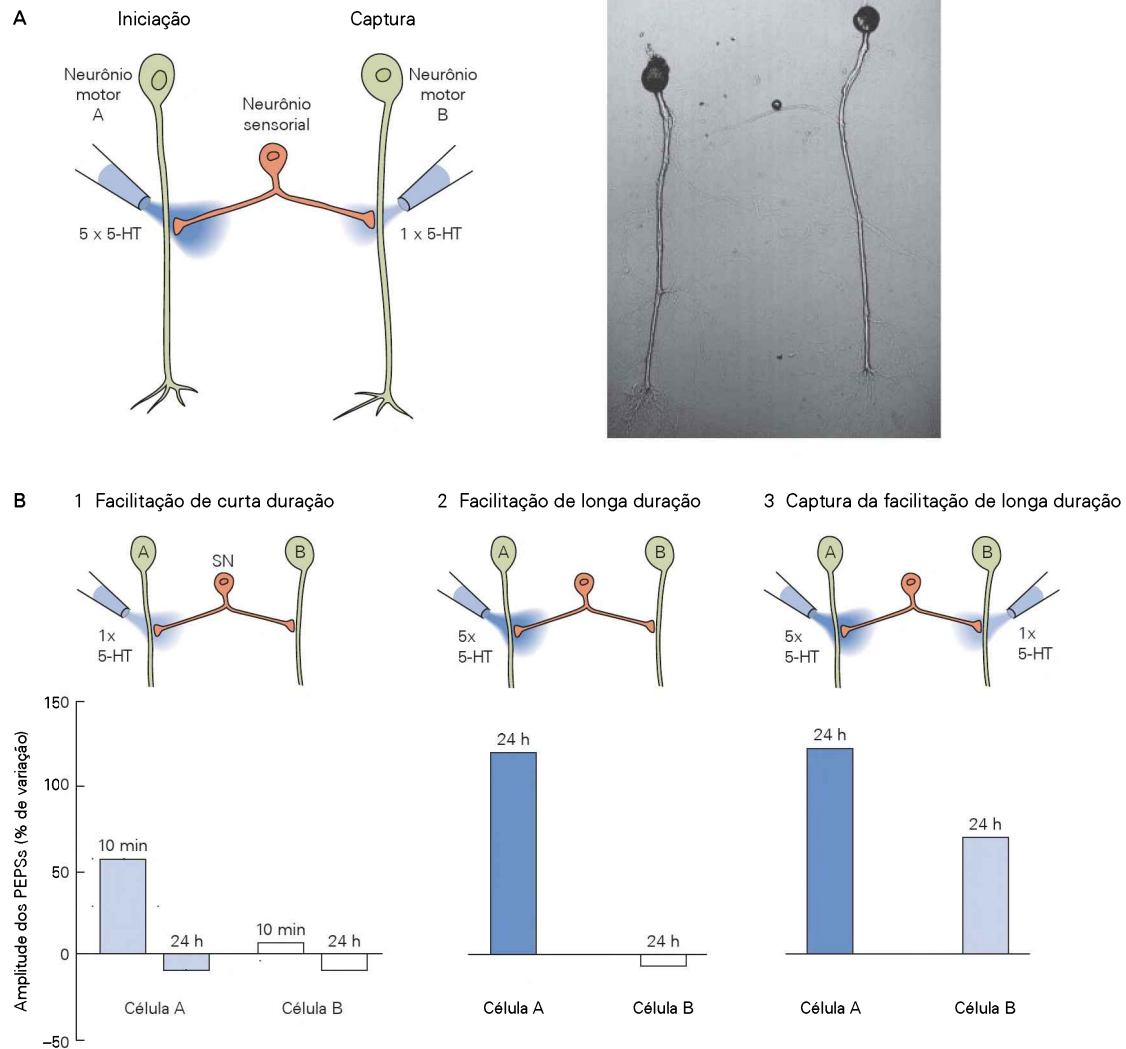 A
Iniciação
Captura
Neurônio
motor
A
Neurônio
sensorial
Neurônio
motor
B
5 x 5-HT
1 x 5-HT
B
1 Facilitação de curta duração
2 Facilitação de longa duração
3 Captura da facilitação de longa duração
A
SN
B
1x
5-HT
A
B
5x
5-HT
A
B
5x
5-HT
1x
5-HT
Amplitude dos PEPSs (% de variação)
150
100
50
0
–50
10 min
24 h
10 min
24 h
Célula A
Célula B
24 h
24 h
Célula A
Célula B
24 h
24 h
Célula A
Célula B